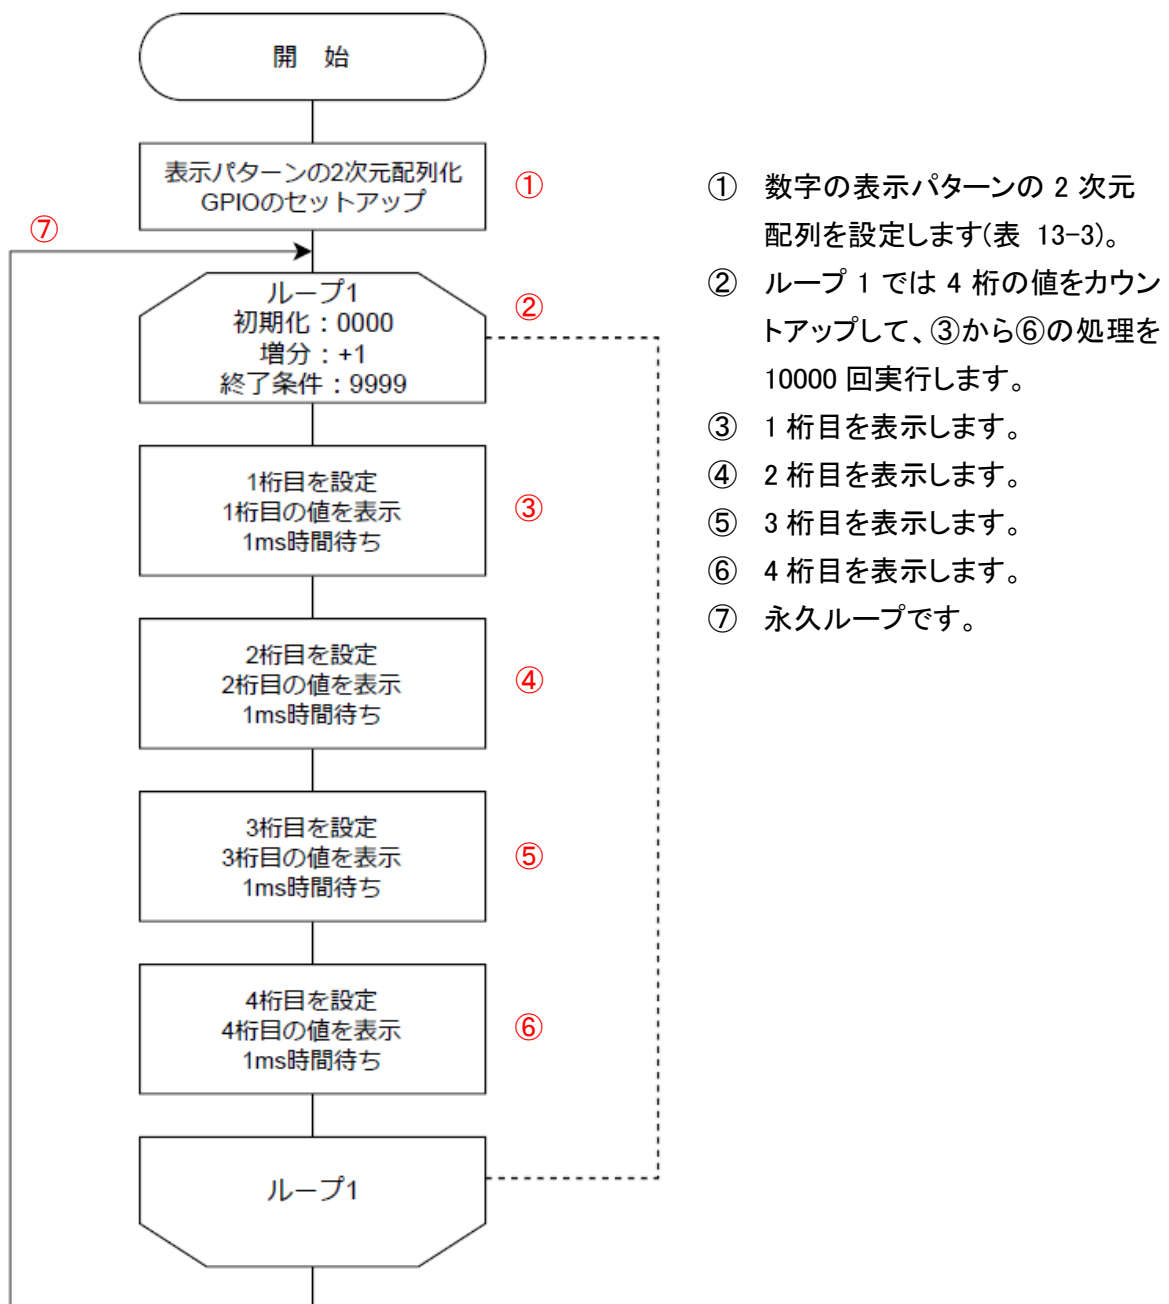 開 始
表示パターンの2次元配列化
GPIOのセットアップ
①
⑦
ループ1
初期化：0000
増分：+1
終了条件：9999
②
1桁目を設定
1桁目の値を表示
1ms時間待ち
③
2桁目を設定
2桁目の値を表示
1ms時間待ち
④
3桁目を設定
3桁目の値を表示
1ms時間待ち
⑤
4桁目を設定
4桁目の値を表示
1ms時間待ち
⑥
ループ1
① 数字の表示パターンの 2 次元
配列を設定します(表 13-3)。
② ループ 1 では 4 桁の値をカウン
トアップして、③から⑥の処理を
10000 回実行します。
③ 1 桁目を表示します。
④ 2 桁目を表示します。
⑤ 3 桁目を表示します。
⑥ 4 桁目を表示します。
⑦ 永久ループです。